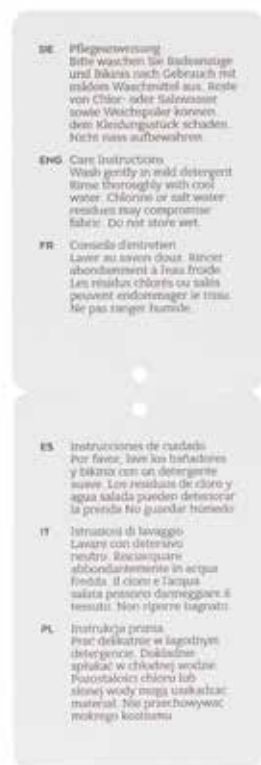 DE Pflegeanweisung
Bitte waschen Sie Badeanzüge
und Bikinis nach Gebrauch mit
mildem Waschmittel aus. Reste
von Chlor- oder Salzwasser
sowie Weichspüler können
dem Kleidungsstück schaden.
Nicht nass aufbewahren.
ENG Care Instructions
Wash gently in mild detergent
Rinse thoroughly with cool
water. Chlorine or salt water
residues may compromise
fabric. Do not store wet.
FR Conseils d'entretien
Laver au savon doux. Rincer
abondamment à l'eau froide.
Les résidus chlorés ou salés
peuvent endommager le tissu.
Ne pas ranger humide.
ES Instrucciones de cuidado
Por favor, lave los bañadores
y bikinis con un detergente
suave. Los residuos de cloro y
agua salada pueden deteriorar
la prenda No guardar húmedo
IT Istruzioni di lavaggio
Lavare con detersivo
neutro. Risciacquare
abbondantemente in acqua
fredda. Il cloro e l'acqua
salata possono danneggiare il
tessuto. Non riporre bagnato.
PL Instrukcja prania
Prać delikatnie w łagodnym
detergencie. Dokładnie
spłukać w chłodnej wodzie.
Pozostałości chloru lub
słonej wody mogą uszkadzać
materiał. Nie przechowywać
mokrego kostiumu